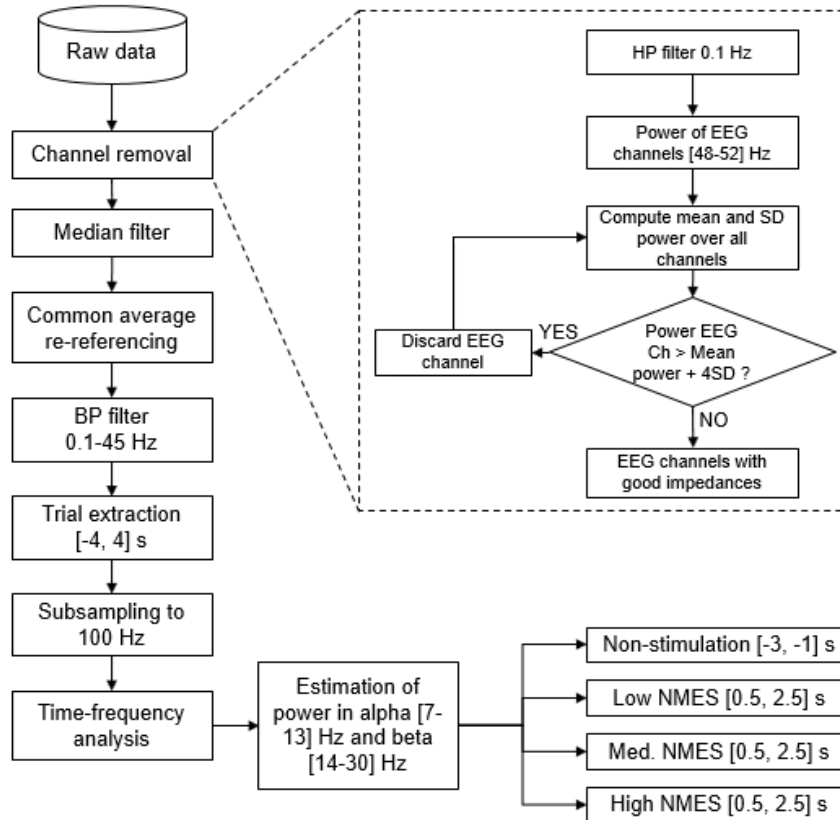 Raw data
Channel removal
Median filter
Common average
re-referencing
BP filter
0.1-45 Hz
Trial extraction
[-4, 4] s
Subsampling to
100 Hz
Time-frequency
analysis
Estimation of
power in alpha [7-
13] Hz and beta
[14-30] Hz
Non-stimulation [-3, -1] s
Low NMES [0.5, 2.5] s
Med. NMES [0.5, 2.5] s
High NMES [0.5, 2.5] s
HP filter 0.1 Hz
Power of EEG
channels [48-52] Hz
Compute mean and SD
power over all
channels
Power EEG
Ch > Mean
power + 4SD ?
YES
Discard EEG
channel
NO
EEG channels with
good impedances